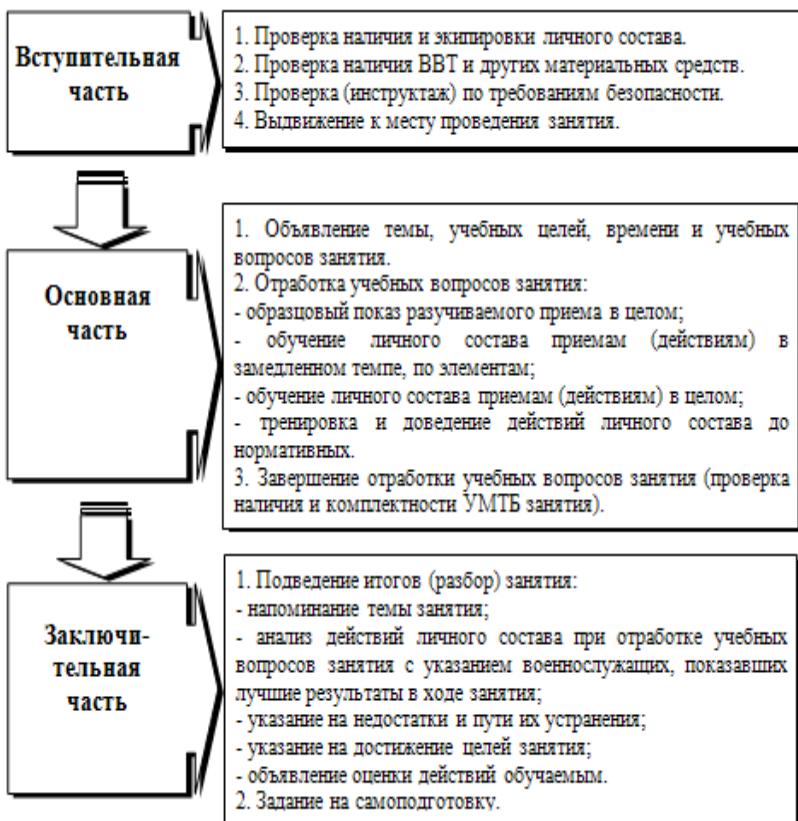 Вступительная
часть
1. Проверка наличия и экипировки личного состава.
2. Проверка наличия ВВТ и других материальных средств.
3. Проверка (инструктаж) по требованиям безопасности.
4. Выдвижение к месту проведения занятия.
Основная
часть
1. Объявление темы, учебных целей, времени и учебных
вопросов занятия.
2. Отработка учебных вопросов занятия:
- образцовый показ разучиваемого приема в целом;
- обучение личного состава приемам (действиям) в
замедленном темпе, по элементам;
- обучение личного состава приемам (действиям) в целом;
- тренировка и доведение действий личного состава до
нормативных.
3. Завершение отработки учебных вопросов занятия (проверка
наличия и комплектности УМТБ занятия).
Заключи-
тельная
часть
1. Подведение итогов (разбор) занятия:
- напоминание темы занятия;
- анализ действий личного состава при отработке учебных
вопросов занятия с указанием военнослужащих, показавших
лучшие результаты в ходе занятия;
- указание на недостатки и пути их устранения;
- указание на достижение целей занятия;
- объявление оценки действий обучаемым.
2. Задание на самоподготовку.